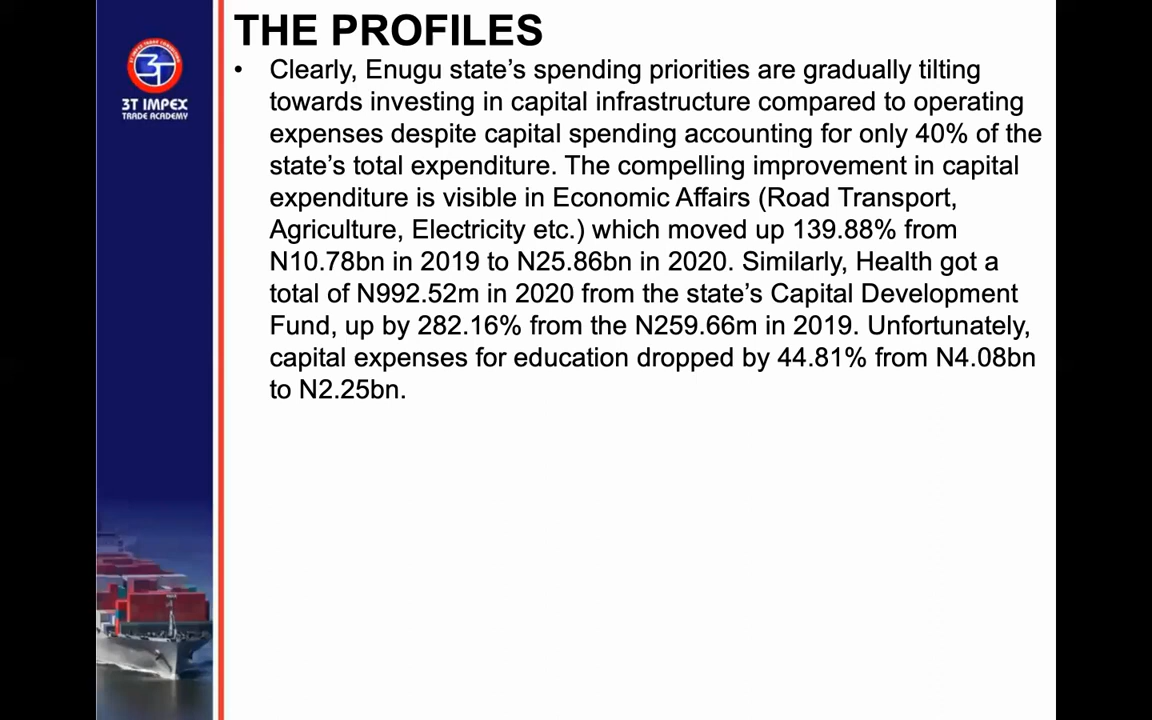 THE PROFILES
3T IMPEX
TRADE ACADEMY
• Clearly, Enugu state's spending priorities are gradually tilting
towards investing in capital infrastructure compared to operating
expenses despite capital spending accounting for only 40% of the
state's total expenditure. The compelling improvement in capital
expenditure is visible in Economic Affairs (Road Transport,
Agriculture, Electricity etc.) which moved up 139.88% from
N10.78bn in 2019 to N25.86bn in 2020. Similarly, Health got a
total of N992.52m in 2020 from the state's Capital Development
Fund, up by 282.16% from the N259.66m in 2019. Unfortunately,
capital expenses for education dropped by 44.81% from N4.08bn
to N2.25bn.